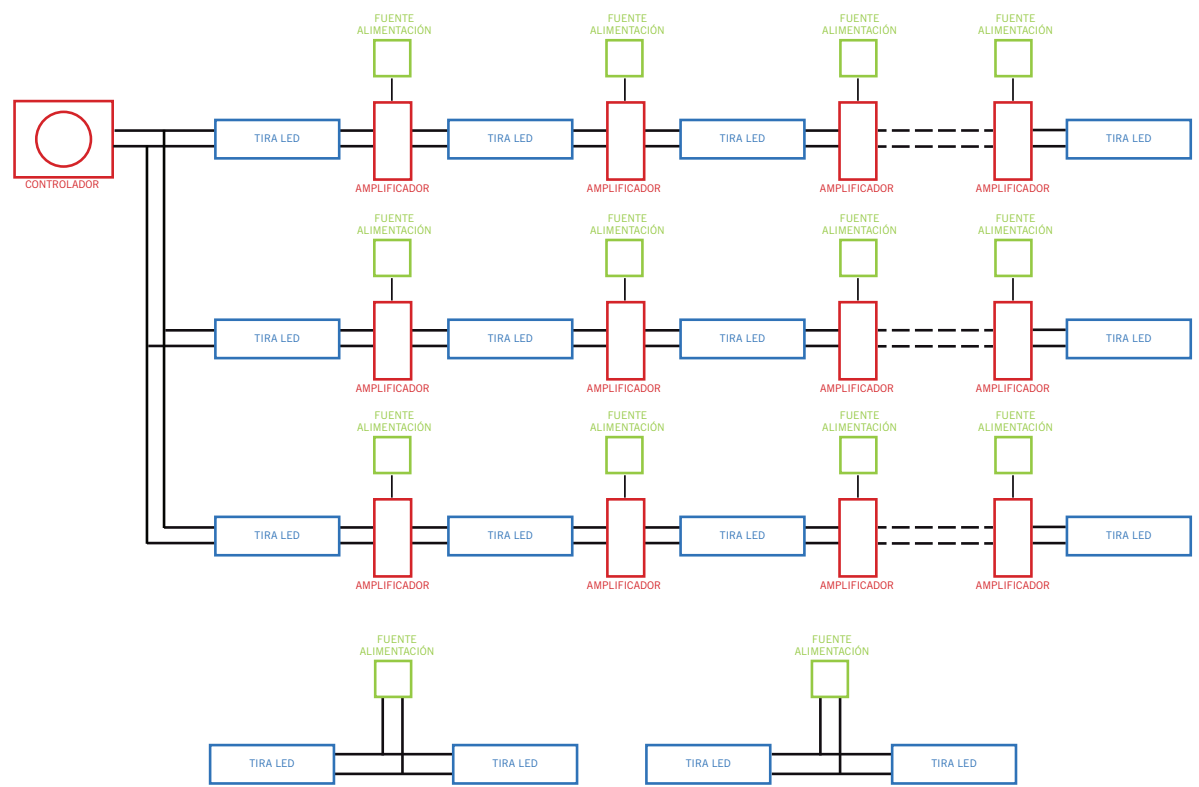 FUENTE
ALIMENTACIÓN
FUENTE
ALIMENTACIÓN
FUENTE
ALIMENTACIÓN
FUENTE
ALIMENTACIÓN
TIRA LED
TIRA LED
TIRA LED
TIRA LED
CONTROLADOR
AMPLIFICADOR
AMPLIFICADOR
AMPLIFICADOR
AMPLIFICADOR
FUENTE
ALIMENTACIÓN
FUENTE
ALIMENTACIÓN
FUENTE
ALIMENTACIÓN
FUENTE
ALIMENTACIÓN
TIRA LED
TIRA LED
TIRA LED
TIRA LED
AMPLIFICADOR
AMPLIFICADOR
AMPLIFICADOR
AMPLIFICADOR
FUENTE
ALIMENTACIÓN
FUENTE
ALIMENTACIÓN
FUENTE
ALIMENTACIÓN
FUENTE
ALIMENTACIÓN
TIRA LED
TIRA LED
TIRA LED
TIRA LED
AMPLIFICADOR
AMPLIFICADOR
AMPLIFICADOR
AMPLIFICADOR
FUENTE
ALIMENTACIÓN
FUENTE
ALIMENTACIÓN
TIRA LED
TIRA LED
TIRA LED
TIRA LED